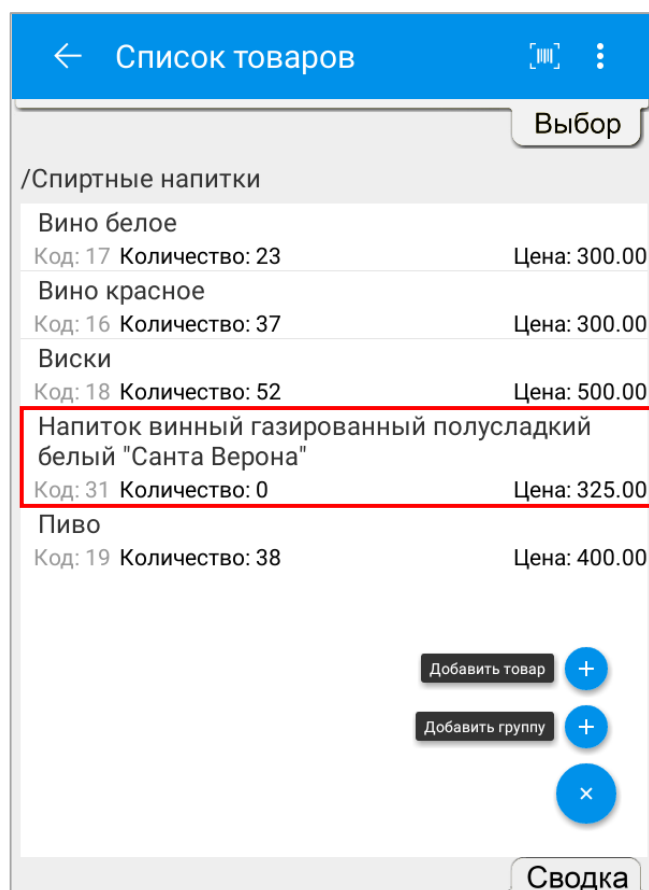 Список товаров
Выбор
/Спиртные напитки
Вино белое
Код: 17 Количество: 23 Цена: 300.00
Вино красное
Код: 16 Количество: 37 Цена: 300.00
Виски
Код: 18 Количество: 52 Цена: 500.00
Напиток винный газированный полусладкий
белый "Санта Верона"
Код: 31 Количество: 0 Цена: 325.00
Пиво
Код: 19 Количество: 38 Цена: 400.00
Добавить товар
Добавить группу
Сводка